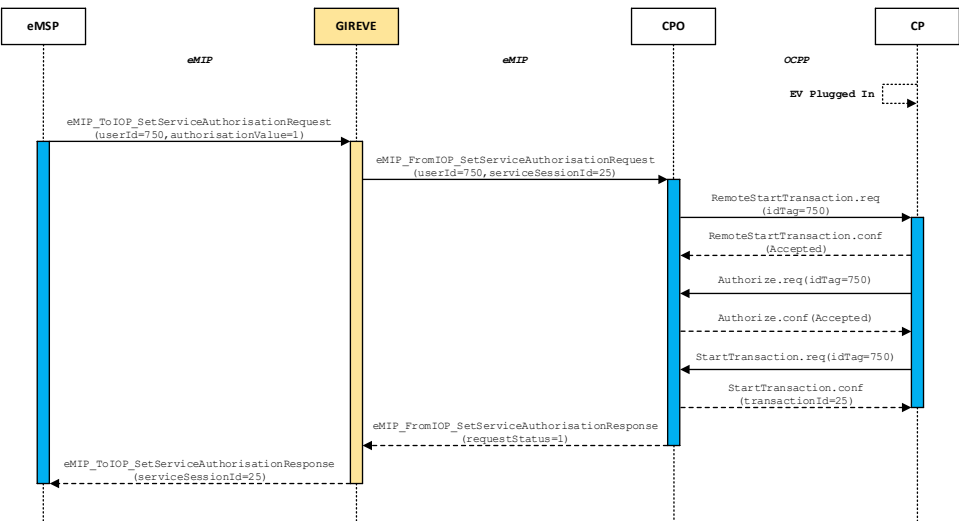 eMSP
GIREVE
CPO
CP
eMIP
eMIP
OCPP
EV Plugged In
eMIP_ToIOP_SetServiceAuthorisationRequest
(userId=750,authorisationValue=1)
eMIP_FromIOP_SetServiceAuthorisationRequest
(userId=750,serviceSessionId=25)
RemoteStartTransaction.req
(idTag=750)
RemoteStartTransaction.conf
(Accepted)
Authorize.req(idTag=750)
Authorize.conf(Accepted)
StartTransaction.req(idTag=750)
StartTransaction.conf
(transactionId=25)
eMIP_FromIOP_SetServiceAuthorisationResponse
(requestStatus=1)
eMIP_ToIOP_SetServiceAuthorisationResponse
(serviceSessionId=25)